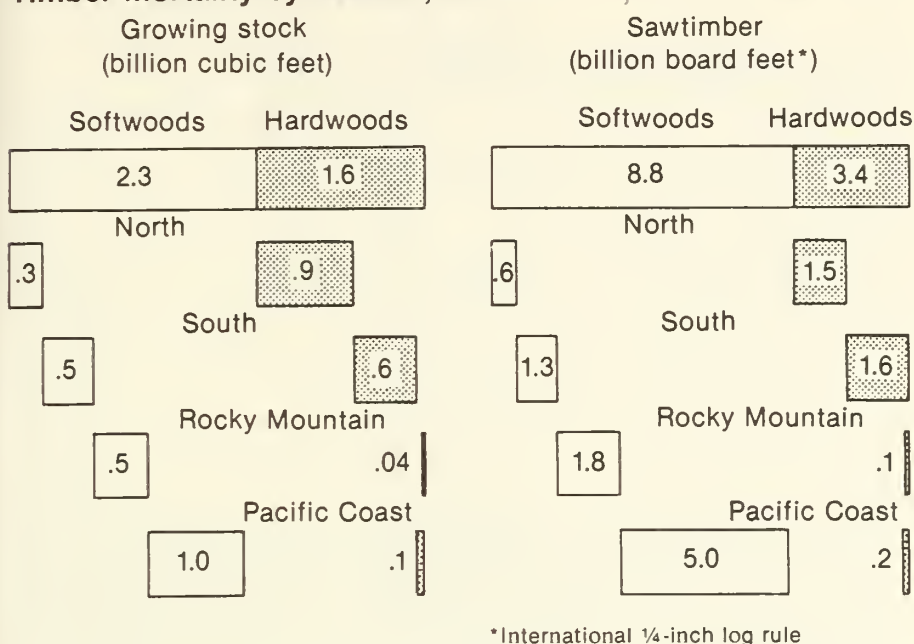 Growing stock
(billion cubic feet)
Softwoods Hardwoods
2.3 1.6
North
.3 .9
South
.5 .6
Rocky Mountain
.5 .04
Pacific Coast
1.0 .1
Sawtimber
(billion board feet*)
Softwoods Hardwoods
8.8 3.4
North
.6 1.5
South
1.3 1.6
Rocky Mountain
1.8 .1
Pacific Coast
5.0 .2
*International ¼-inch log rule